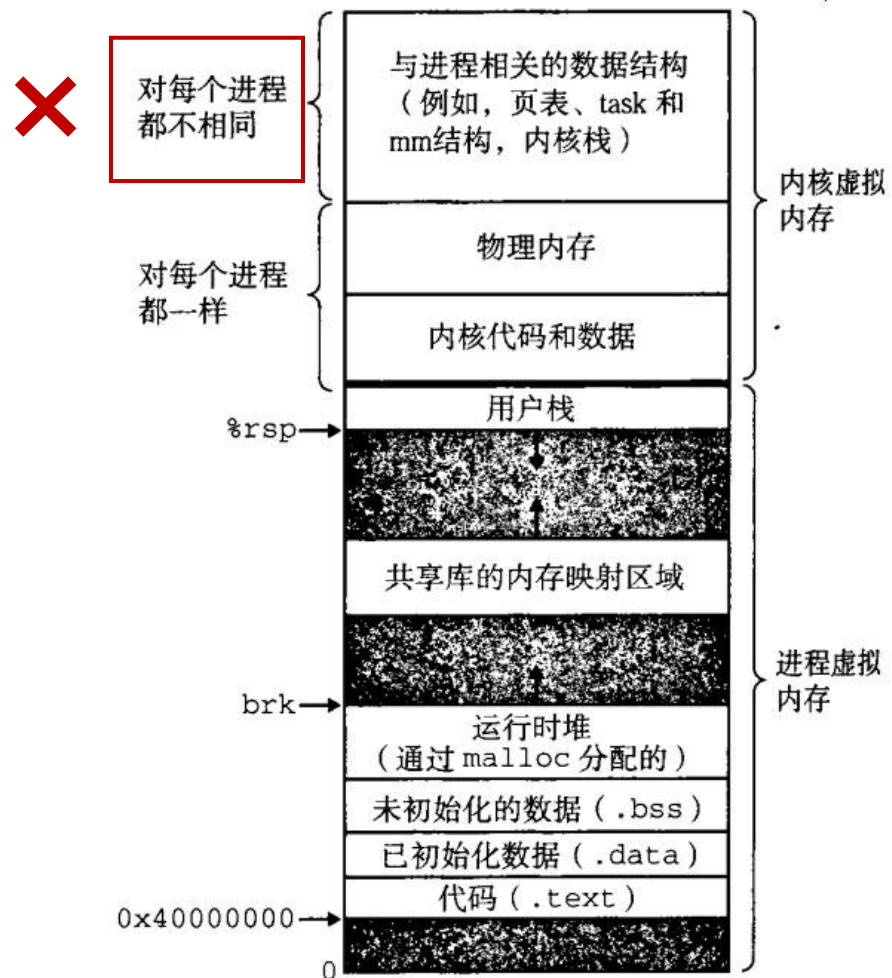 对每个进程
都不相同
与进程相关的数据结构
（例如，页表、task 和
mm结构，内核栈）
内核虚拟
内存
物理内存
对每个进程
都一样
内核代码和数据
用户栈
%rsp
共享库的内存映射区域
进程虚拟
内存
brk
运行时堆
（通过 malloc 分配的）
未初始化的数据（.bss）
已初始化数据（.data）
代码（.text）
0x40000000
0